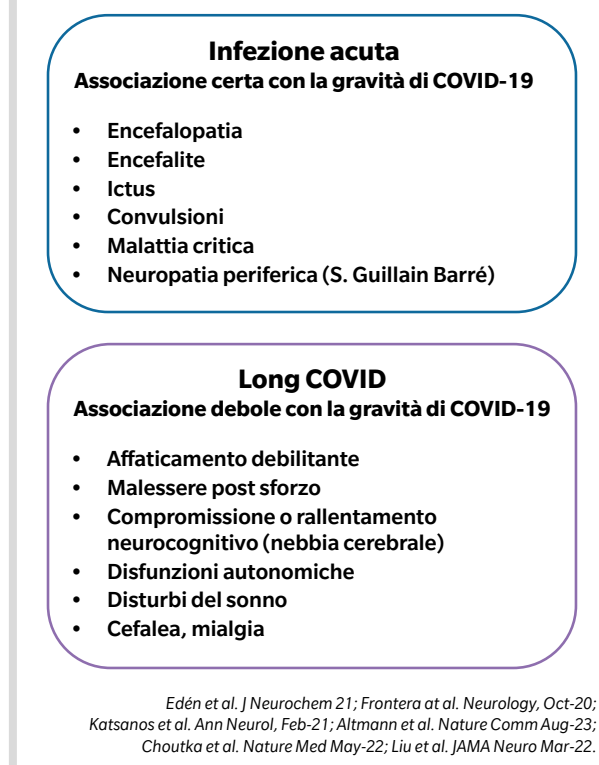 Infezione acuta
Associazione certa con la gravità di COVID-19
• Encefalopatia
• Encefalite
• Ictus
• Convulsioni
• Malattia critica
• Neuropatia periferica (S. Guillain Barré)
Long COVID
Associazione debole con la gravità di COVID-19
• Affaticamento debilitante
• Malessere post sforzo
• Compromissione o rallentamento
neurocognitivo (nebbia cerebrale)
• Disfunzioni autonomiche
• Disturbi del sonno
• Cefalea, mialgia
Edén et al. J Neurochem 21; Frontera at al. Neurology, Oct-20;
Katsanos et al. Ann Neurol, Feb-21; Altmann et al. Nature Comm Aug-23;
Choutka et al. Nature Med May-22; Liu et al. JAMA Neuro Mar-22.